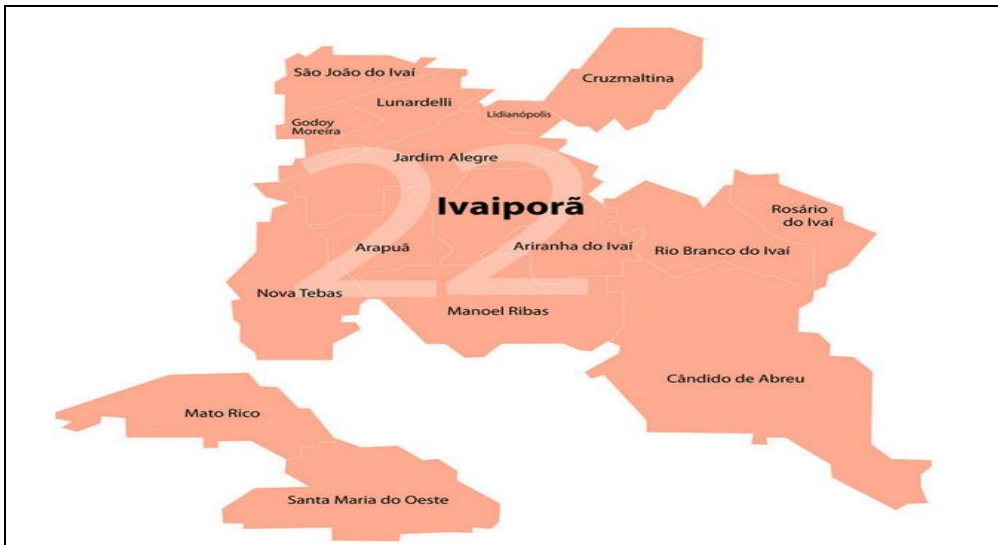 São João do Ivaí
Cruzmaltina
Lunardelli
Lidianópolis
Godoy
Moreira
Jardim Alegre
22
Ivaiporã
Rosário
do Ivaí
Arapuã
Ariranha do Ivaí
Rio Branco do Ivaí
Nova Tebas
Manoel Ribas
Cândido de Abreu
Mato Rico
Santa Maria do Oeste